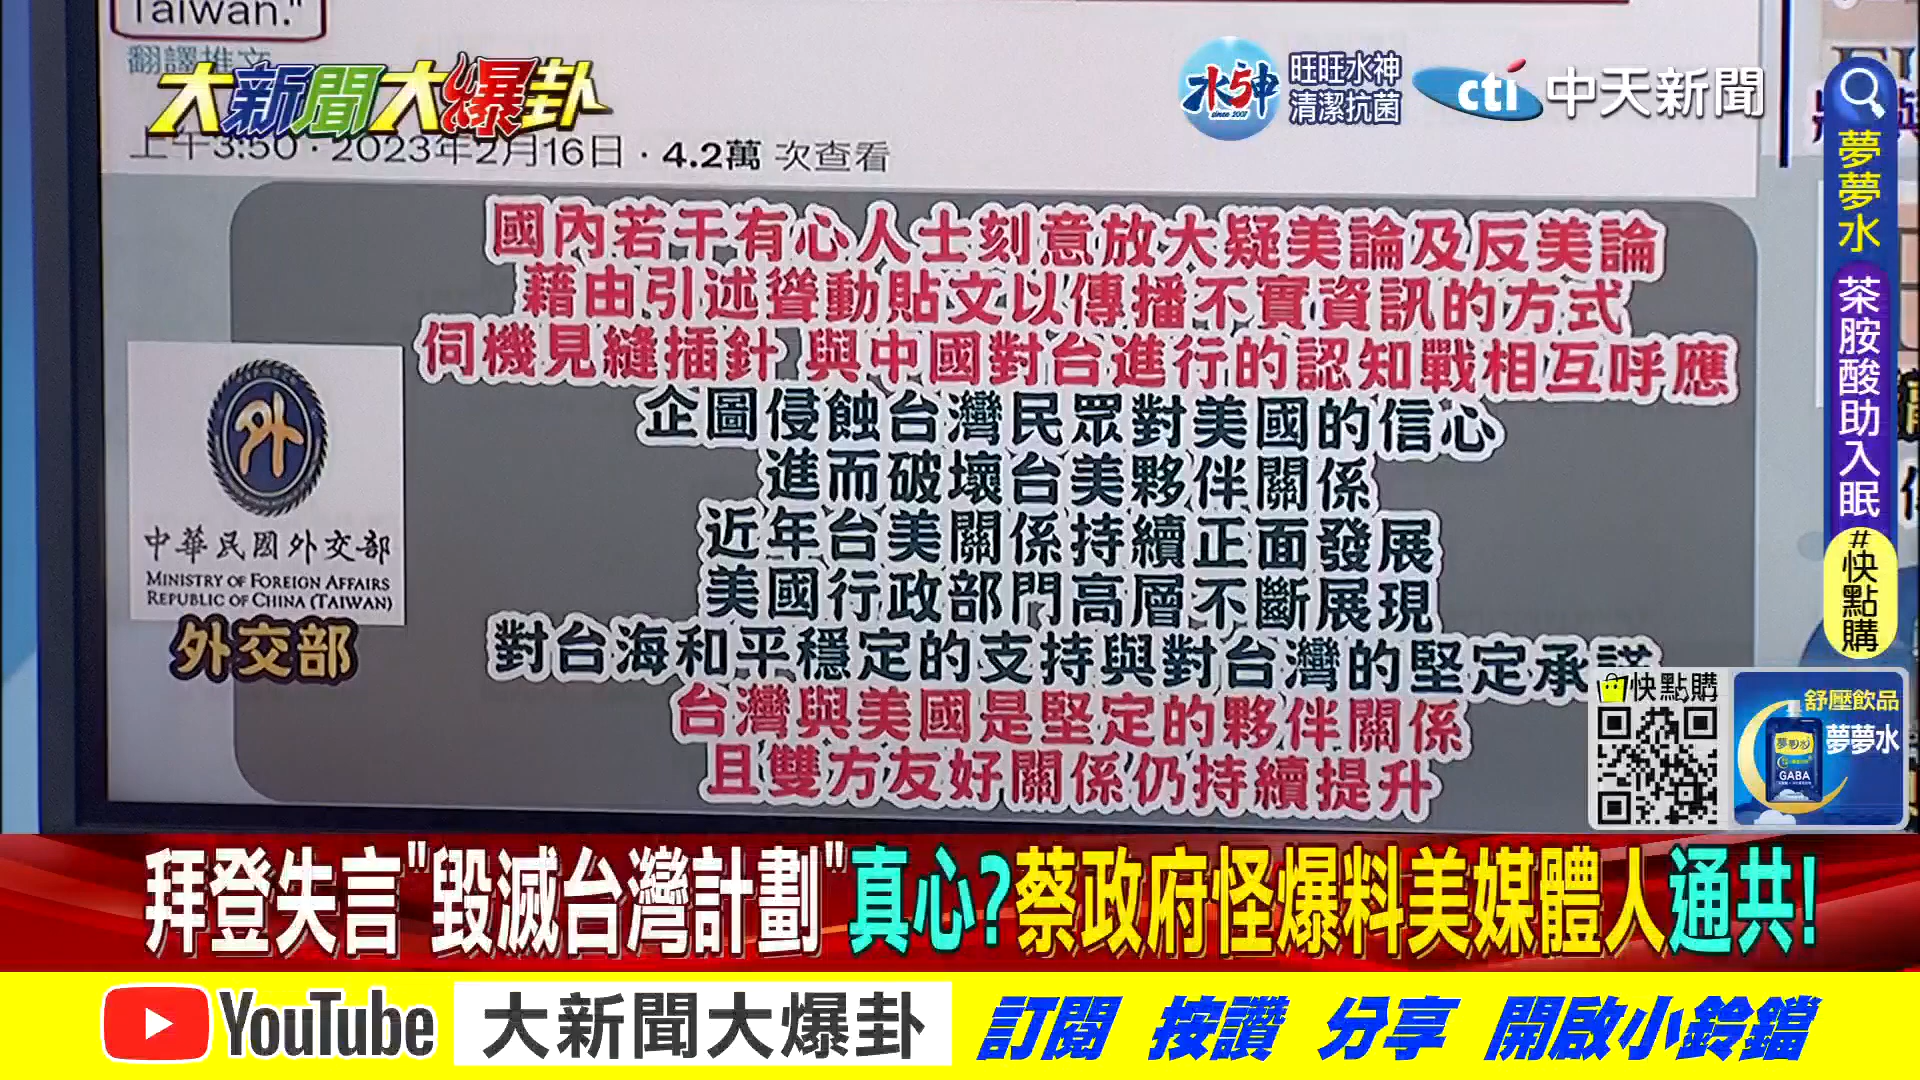 Taiwan."
翻譯推文
大新聞大爆卦
上午3:50 · 2023年2月16日 · 4.2萬 次查看
水神
since 2007
旺旺水神
清潔抗菌
cti 中天新聞
國內若干有心人士刻意放大疑美論及反美論
藉由引述聳動貼文以傳播不實資訊的方式
伺機見縫插針 與中國對台進行的認知戰相互呼應
企圖侵蝕台灣民眾對美國的信心
進而破壞台美夥伴關係
近年台美關係持續正面發展
美國行政部門高層不斷展現
對台海和平穩定的支持與對台灣的堅定承諾
台灣與美國是堅定的夥伴關係
且雙方友好關係仍持續提升
外
中華民國外交部
MINISTRY OF FOREIGN AFFAIRS
REPUBLIC OF CHINA (TAIWAN)
外交部
夢夢水
茶胺酸助入眠
#快點購
快點購
舒壓飲品
夢夢水
夢夢水
GABA
拜登失言"毀滅台灣計劃"真心?蔡政府怪爆料美媒體人通共!
YouTube 大新聞大爆卦 訂閱 按讚 分享 開啟小鈴鐺